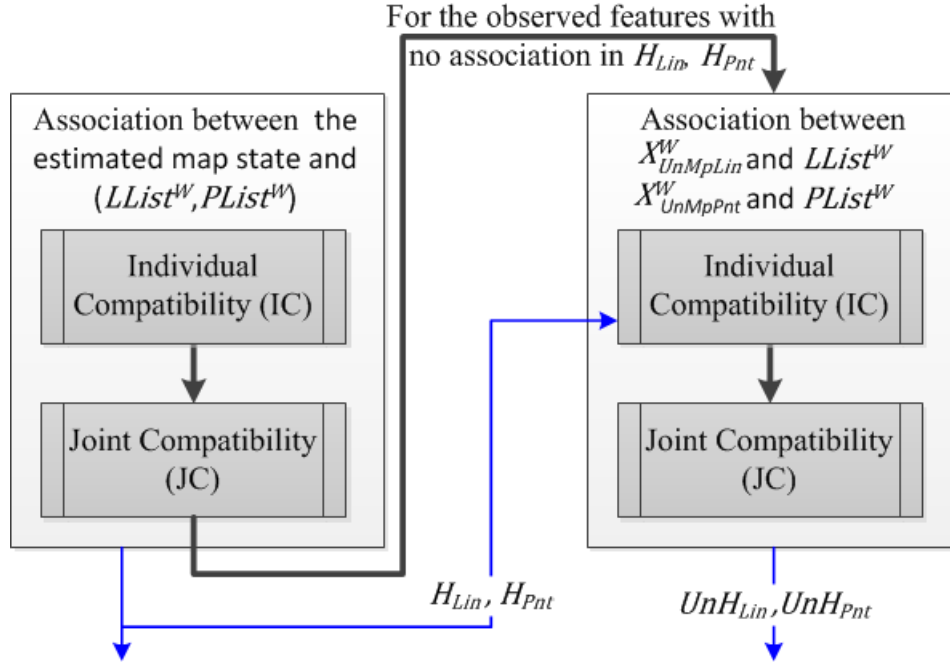 For the observed features with
no association in H_Lin, H_Pnt
Association between the
estimated map state and
(LList^W,PList^W)
Individual
Compatibility (IC)
Joint Compatibility
(JC)
Association between
X^W_UnMpLin and LList^W
X^W_UnMpPnt and PList^W
Individual
Compatibility (IC)
Joint Compatibility
(JC)
H_Lin, H_Pnt
UnH_Lin,UnH_Pnt